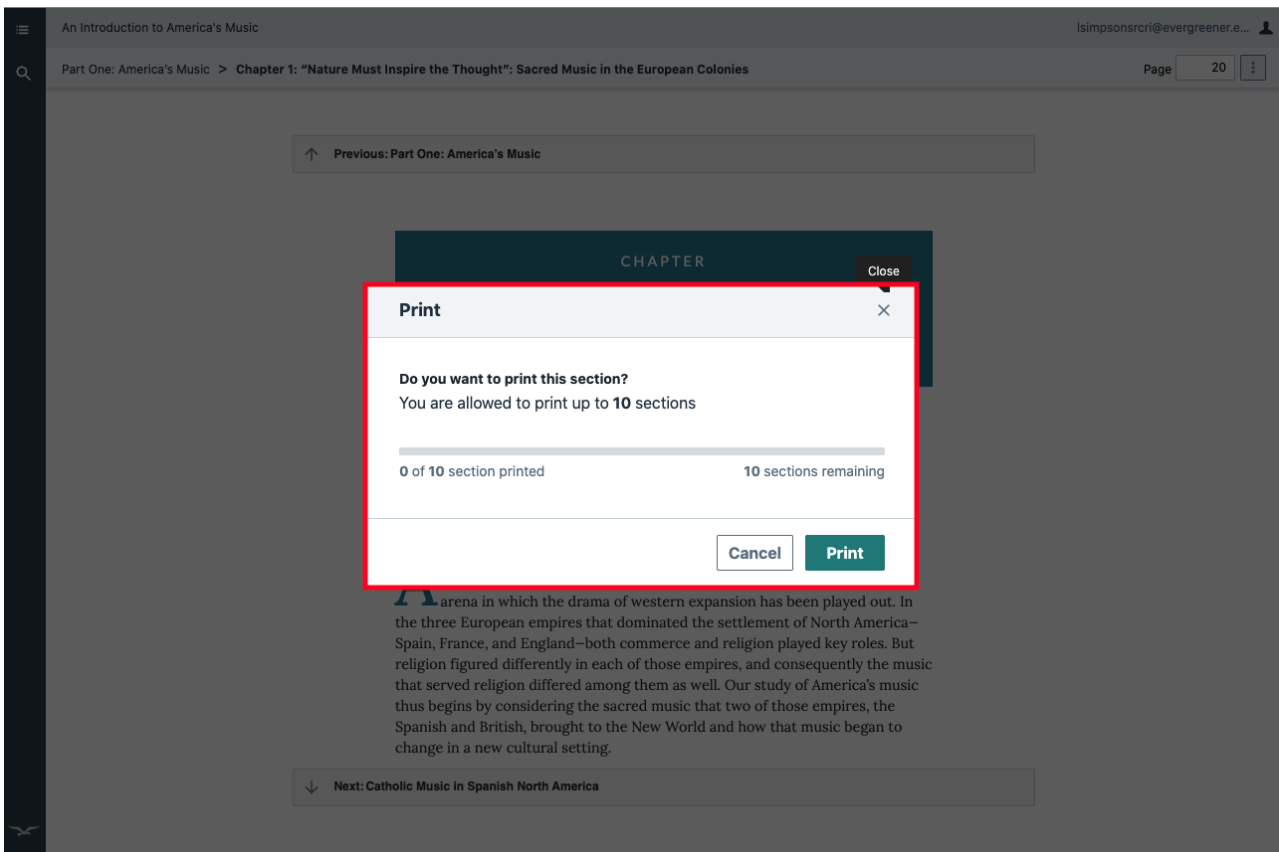 An Introduction to America's Music
lsimpsonsrcri@evergreener.e...
Part One: America's Music > Chapter 1: “Nature Must Inspire the Thought”: Sacred Music in the European Colonies
Page 20
Previous: Part One: America's Music
CHAPTER
Close
Print
Do you want to print this section?
You are allowed to print up to 10 sections
0 of 10 section printed
10 sections remaining
Cancel
Print
A arena in which the drama of western expansion has been played out. In
the three European empires that dominated the settlement of North America—
Spain, France, and England—both commerce and religion played key roles. But
religion figured differently in each of those empires, and consequently the music
that served religion differed among them as well. Our study of America’s music
thus begins by considering the sacred music that two of those empires, the
Spanish and British, brought to the New World and how that music began to
change in a new cultural setting.
Next: Catholic Music in Spanish North America